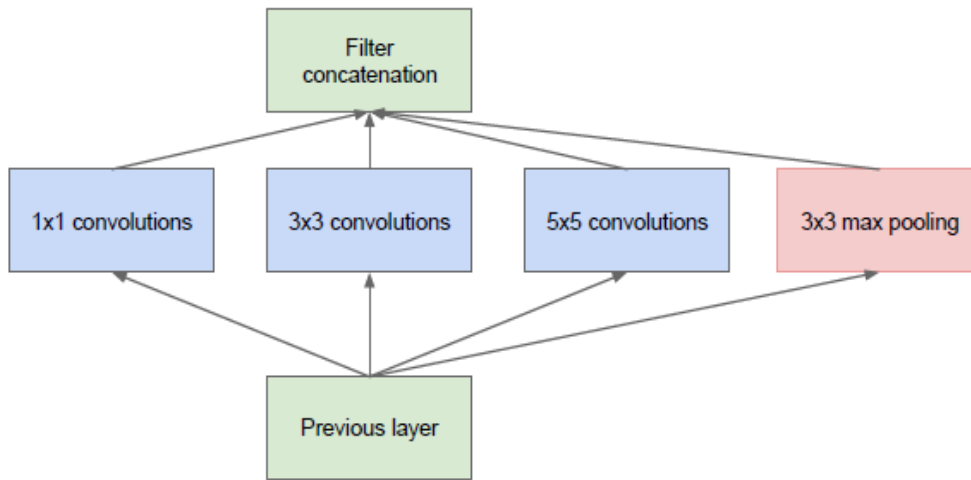 Filter
concatenation
1x1 convolutions
3x3 convolutions
5x5 convolutions
3x3 max pooling
Previous layer